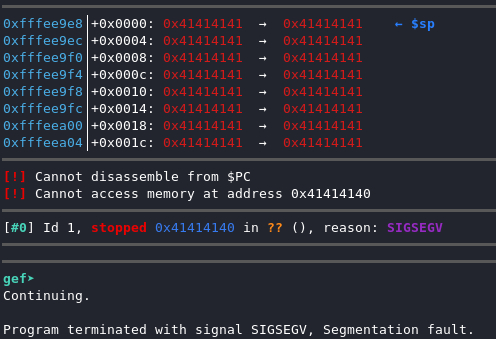 0xfffee9e8│+0x0000: 0x41414141  →  0x41414141    ← $sp
0xfffee9ec│+0x0004: 0x41414141  →  0x41414141
0xfffee9f0│+0x0008: 0x41414141  →  0x41414141
0xfffee9f4│+0x000c: 0x41414141  →  0x41414141
0xfffee9f8│+0x0010: 0x41414141  →  0x41414141
0xfffee9fc│+0x0014: 0x41414141  →  0x41414141
0xfffeea00│+0x0018: 0x41414141  →  0x41414141
0xfffeea04│+0x001c: 0x41414141  →  0x41414141
[!] Cannot disassemble from $PC
[!] Cannot access memory at address 0x41414140
[#0] Id 1, stopped 0x41414140 in ?? (), reason: SIGSEGV
gef➤
Continuing.
Program terminated with signal SIGSEGV, Segmentation fault.